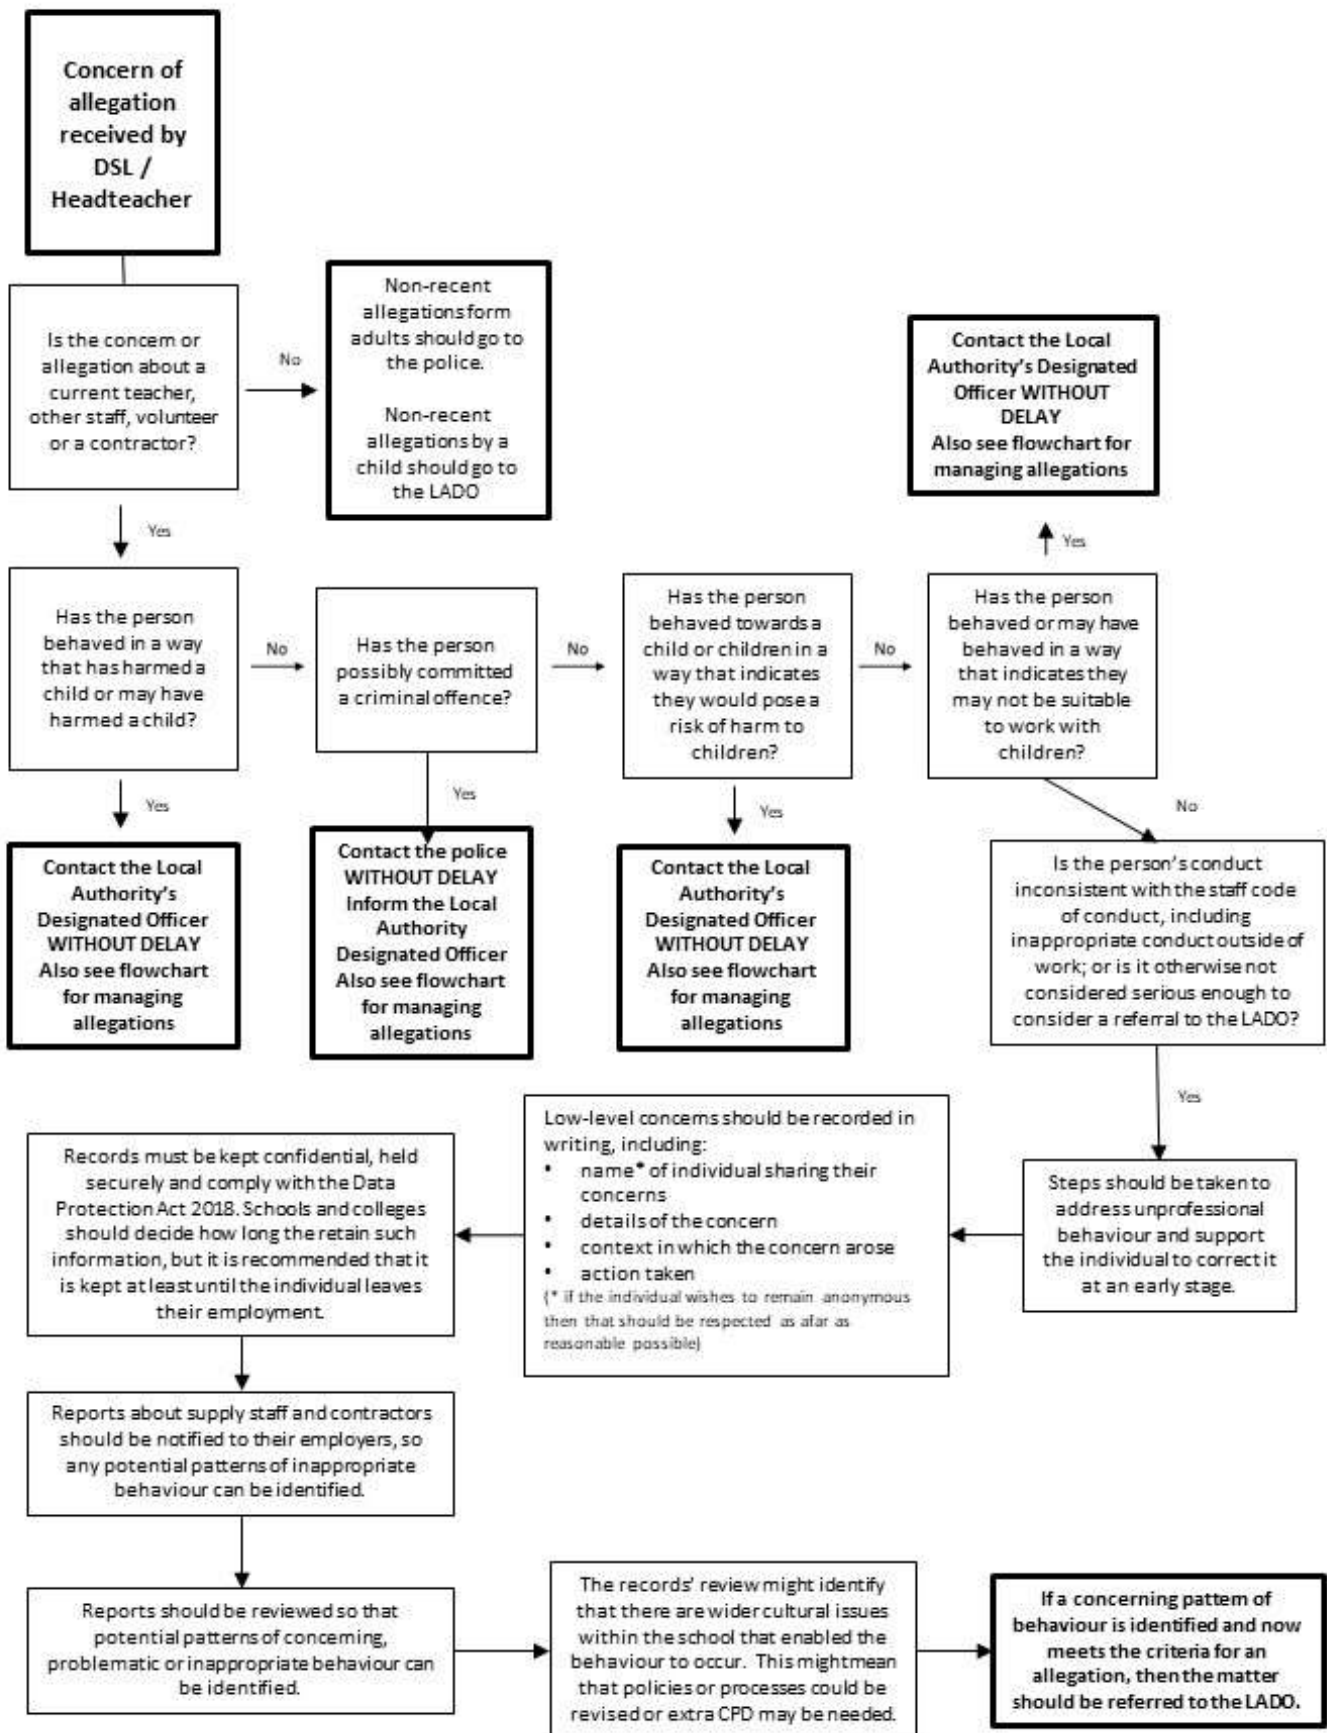 Concern of
allegation
received by
DSL /
Headteacher
Is the concern or
allegation about a
current teacher,
other staff, volunteer
or a contractor?
No
Non-recent
allegations form
adults should go to
the police.
Non-recent
allegations by a
child should go to
the LADO
Yes
Contact the Local
Authority's Designated
Officer WITHOUT
DELAY
Also see flowchart for
managing allegations
Yes
Has the person
behaved in a way
that has harmed a
child or may have
harmed a child?
No
Has the person
possibly committed
a criminal offence?
No
Has the person
behaved towards a
child or children in a
way that indicates
they would pose a
risk of harm to
children?
No
Has the person
behaved or may have
behaved in a way
that indicates they
may not be suitable
to work with
children?
Yes
Contact the Local
Authority's
Designated Officer
WITHOUT DELAY
Also see flowchart
for managing
allegations
Yes
Contact the police
WITHOUT DELAY
Inform the Local
Authority
Designated Officer
Also see flowchart
for managing
allegations
Yes
Contact the Local
Authority's
Designated Officer
WITHOUT DELAY
Also see flowchart
for managing
allegations
No
Is the person's conduct
inconsistent with the staff code
of conduct, including
inappropriate conduct outside of
work; or is it otherwise not
considered serious enough to
consider a referral to the LADO?
Yes
Steps should be taken to
address unprofessional
behaviour and support
the individual to correct it
at an early stage.
Low-level concerns should be recorded in
writing, including:
• name* of individual sharing their
concerns
• details of the concern
• context in which the concern arose
• action taken
(* if the individual wishes to remain anonymous
then that should be respected as afar as
reasonable possible)
Records must be kept confidential, held
securely and comply with the Data
Protection Act 2018. Schools and colleges
should decide how long the retain such
information, but it is recommended that it
is kept at least until the individual leaves
their employment.
Reports about supply staff and contractors
should be notified to their employers, so
any potential patterns of inappropriate
behaviour can be identified.
Reports should be reviewed so that
potential patterns of concerning,
problematic or inappropriate behaviour can
be identified.
The records' review might identify
that there are wider cultural issues
within the school that enabled the
behaviour to occur. This might mean
that policies or processes could be
revised or extra CPD may be needed.
If a concerning pattern of
behaviour is identified and now
meets the criteria for an
allegation, then the matter
should be referred to the LADO.